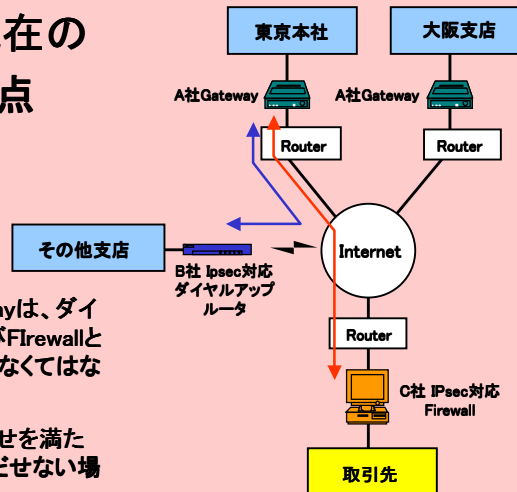 在の
点
東京本社
大阪支店
A社Gateway
A社Gateway
Router
Router
その他支店
Internet
B社 Ipsec対応
ダイヤルアップ
ルータ
Router
C社 IPsec対応
Firewall
取引先
ayは、ダイ
がFIrewallと
なくてはな
せを満た
だせない場